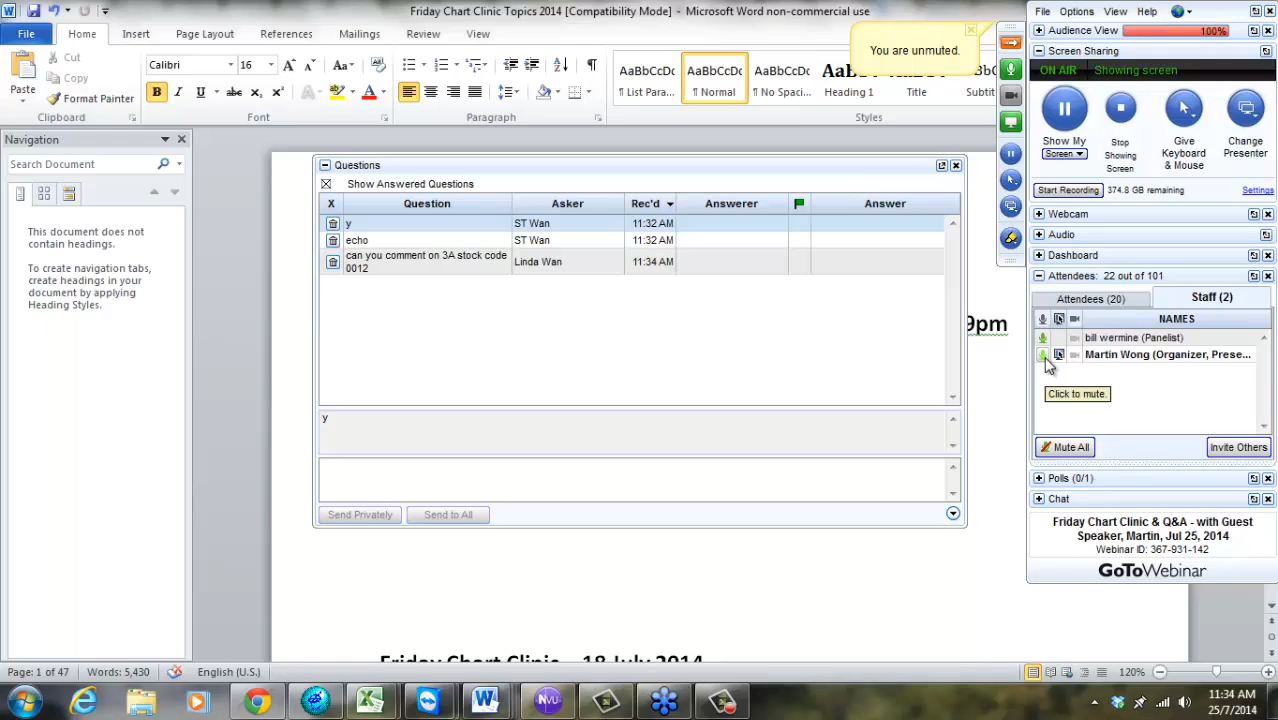 Friday Chart Clinic Topics 2014 [Compatibility Mode] - Microsoft Word non-commercial use
File Home Insert Page Layout References Mailings Review View
Cut
Copy
Format Painter
Paste
Clipboard
Calibri 16
Font
Paragraph
AaBbCcDc AaBbCcDc AaBbCcDc
¶ List Para... ¶ Normal ¶ No Spaci... Heading 1 Title
Styles
You are unmuted.
Navigation
Search Document
This document does not
contain headings.
To create navigation tabs,
create headings in your
document by applying
Heading Styles.
Questions
Show Answered Questions
X Question Asker Rec'd Answerer Answer
y ST Wan 11:32 AM
echo ST Wan 11:32 AM
can you comment on 3A stock code
0012 Linda Wan 11:34 AM
y
Send Privately Send to All
9pm
Friday Chart Clinic – 18 July 2014
File Options View Help
Audience View 100%
Screen Sharing
ON AIR Showing screen
Show My
Screen
Stop
Showing
Screen
Give
Keyboard
& Mouse
Change
Presenter
Start Recording 374.8 GB remaining Settings
Webcam
Audio
Dashboard
Attendees: 22 out of 101
Attendees (20) Staff (2)
NAMES
bill wermine (Panelist)
Martin Wong (Organizer, Prese...
Click to mute.
Mute All Invite Others
Polls (0/1)
Chat
Friday Chart Clinic & Q&A - with Guest
Speaker, Martin, Jul 25, 2014
Webinar ID: 367-931-142
GoToWebinar
Page: 1 of 47 Words: 5,430 English (U.S.) 120%
11:34 AM
25/7/2014